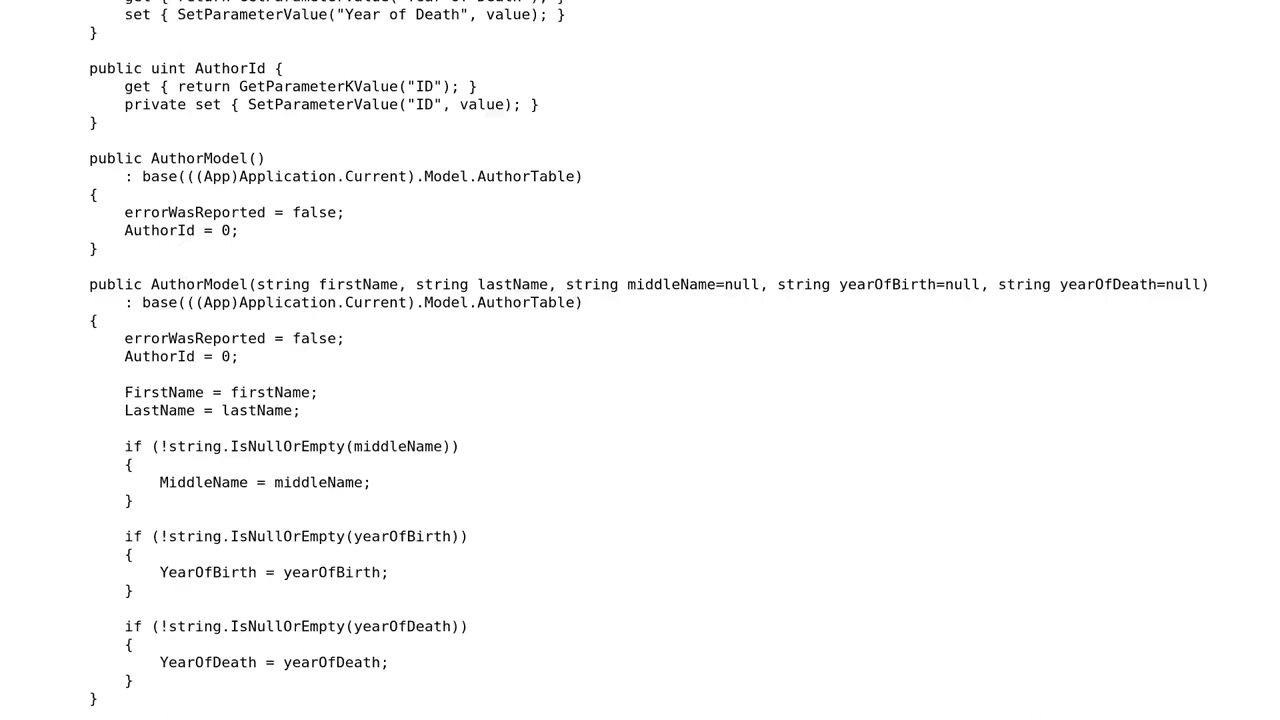 set { SetParameterValue("Year of Death", value); }
}
public uint AuthorId {
get { return GetParameterKValue("ID"); }
private set { SetParameterValue("ID", value); }
}
public AuthorModel()
: base(((App)Application.Current).Model.AuthorTable)
{
errorWasReported = false;
AuthorId = 0;
}
public AuthorModel(string firstName, string lastName, string middleName=null, string yearOfBirth=null, string yearOfDeath=null)
: base(((App)Application.Current).Model.AuthorTable)
{
errorWasReported = false;
AuthorId = 0;
FirstName = firstName;
LastName = lastName;
if (!string.IsNullOrEmpty(middleName))
{
MiddleName = middleName;
}
if (!string.IsNullOrEmpty(yearOfBirth))
{
YearOfBirth = yearOfBirth;
}
if (!string.IsNullOrEmpty(yearOfDeath))
{
YearOfDeath = yearOfDeath;
}
}